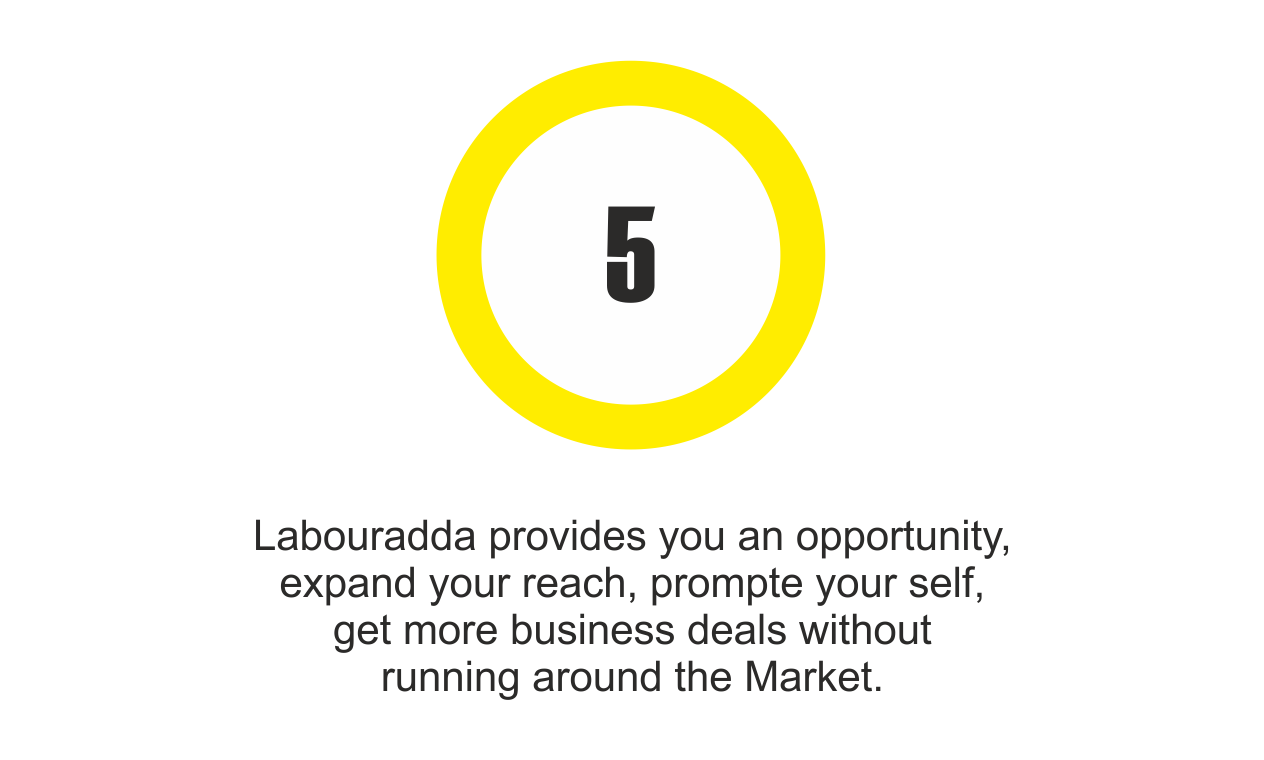 5
Labouradda provides you an opportunity,
expand your reach, prompte your self,
get more business deals without
running around the Market.